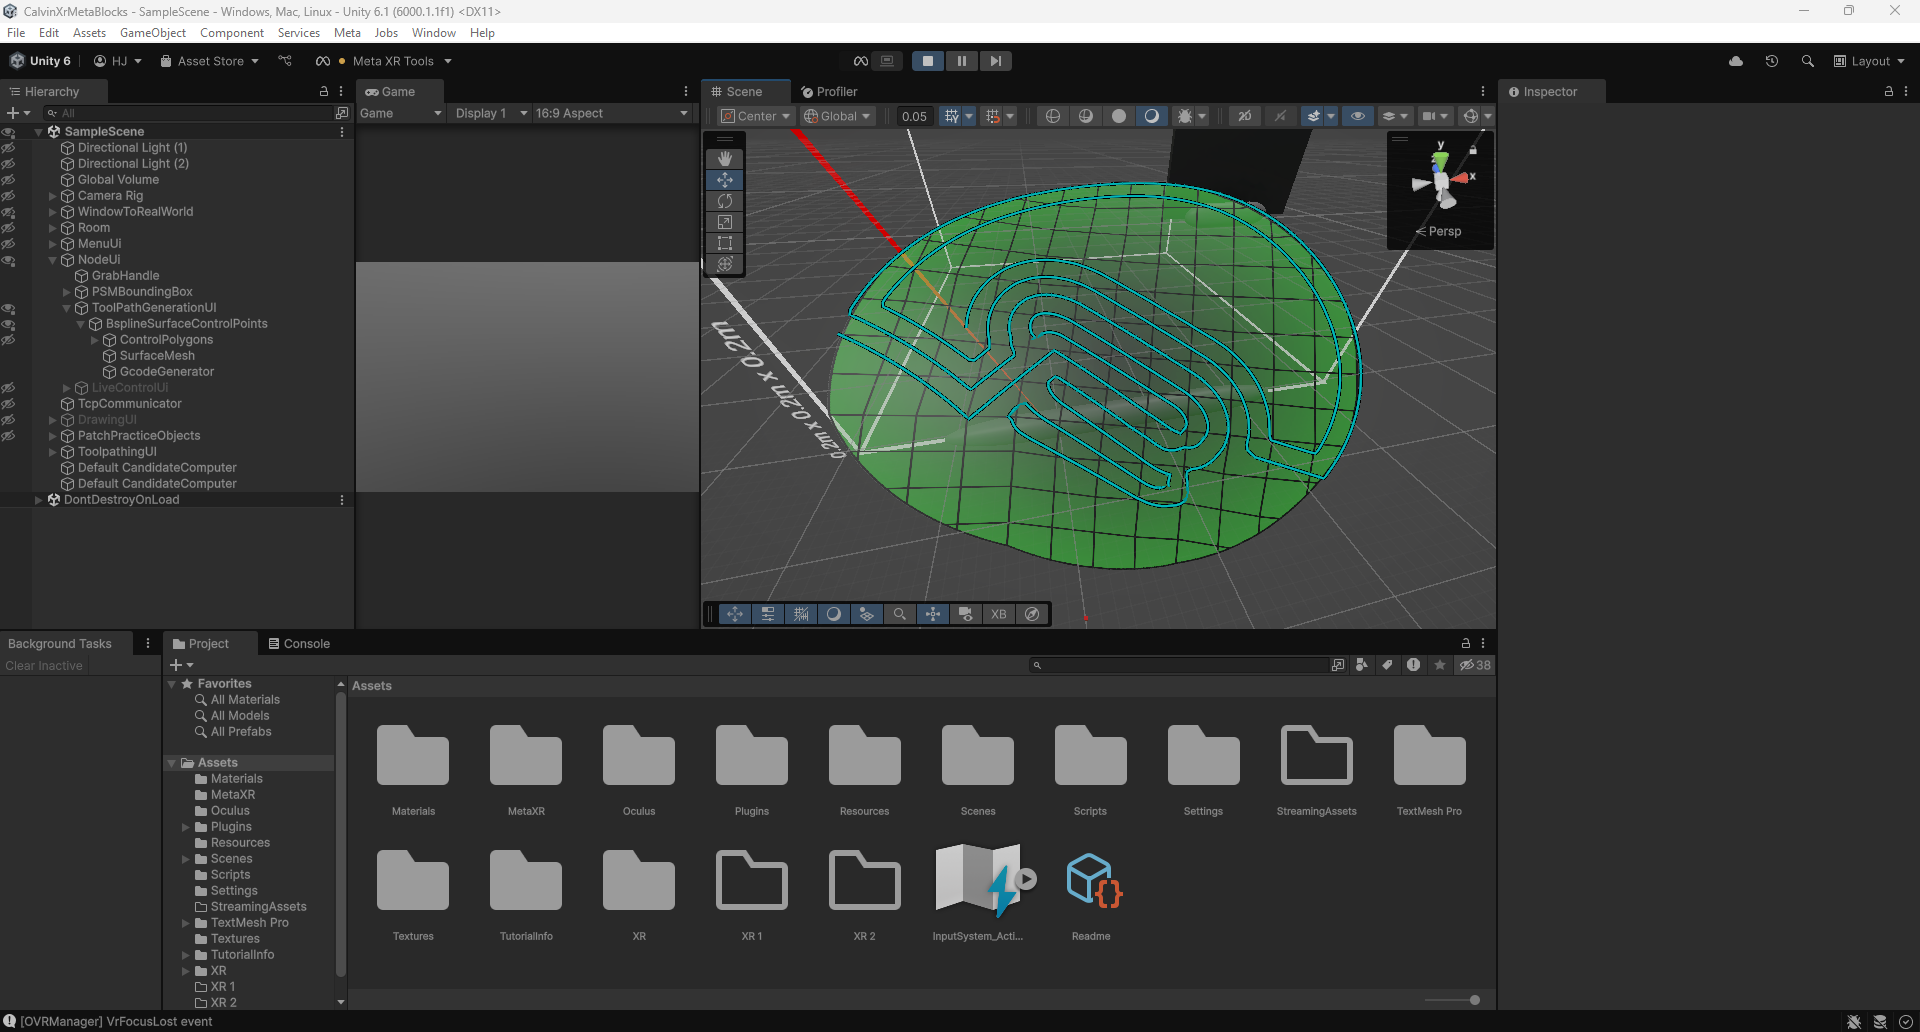 CalvinXrMetaBlocks - SampleScene - Windows, Mac, Linux - Unity 6.1 (6000.1.1f1) <DX11>
File Edit Assets GameObject Component Services Meta Jobs Window Help
Unity 6 HJ Asset Store Meta XR Tools Layout
Hierarchy
All
SampleScene
Directional Light (1)
Directional Light (2)
Global Volume
Camera Rig
WindowToRealWorld
Room
MenuUi
NodeUi
GrabHandle
PSMBoundingBox
ToolPathGenerationUI
BsplineSurfaceControlPoints
ControlPolygons
SurfaceMesh
GcodeGenerator
LiveControlUi
TcpCommunicator
DrawingUI
PatchPracticeObjects
ToolpathingUI
Default CandidateComputer
Default CandidateComputer
DontDestroyOnLoad
Game
Game Display 1 16:9 Aspect
Scene Profiler
Center Global 0.05 2D
y
x
Persp
0.2m x 0.2m x 0.2m
XB
Inspector
Background Tasks
Clear Inactive
Project Console
38
Favorites
All Materials
All Models
All Prefabs
Assets
Materials
MetaXR
Oculus
Plugins
Resources
Scenes
Scripts
Settings
StreamingAssets
TextMesh Pro
Textures
TutorialInfo
XR
XR 1
XR 2
Assets
Materials MetaXR Oculus Plugins Resources Scenes Scripts Settings StreamingAssets TextMesh Pro
Textures TutorialInfo XR XR 1 XR 2 InputSystem_Acti... Readme
[OVRManager] VrFocusLost event